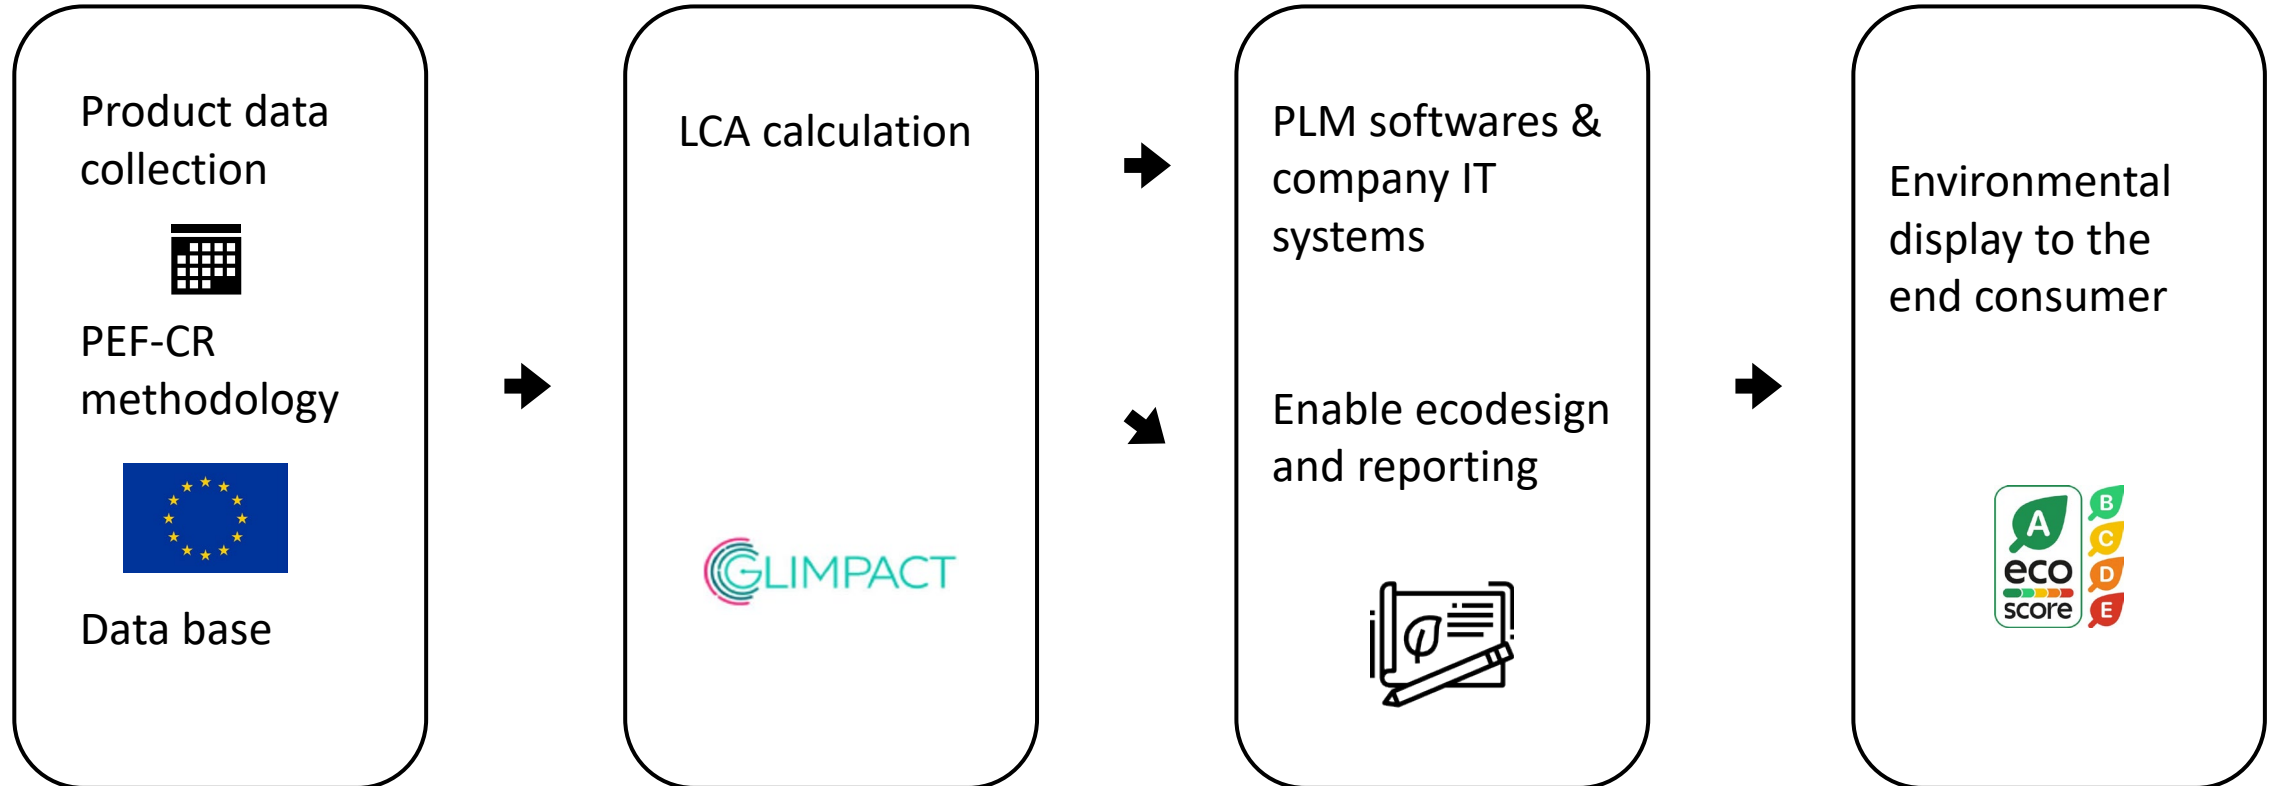 Product data
collection
PEF-CR
methodology
Data base
LCA calculation
GLIMPACT
PLM softwares &
company IT
systems
Enable ecodesign
and reporting
Environmental
display to the
end consumer
A
eco
score
B
C
D
E